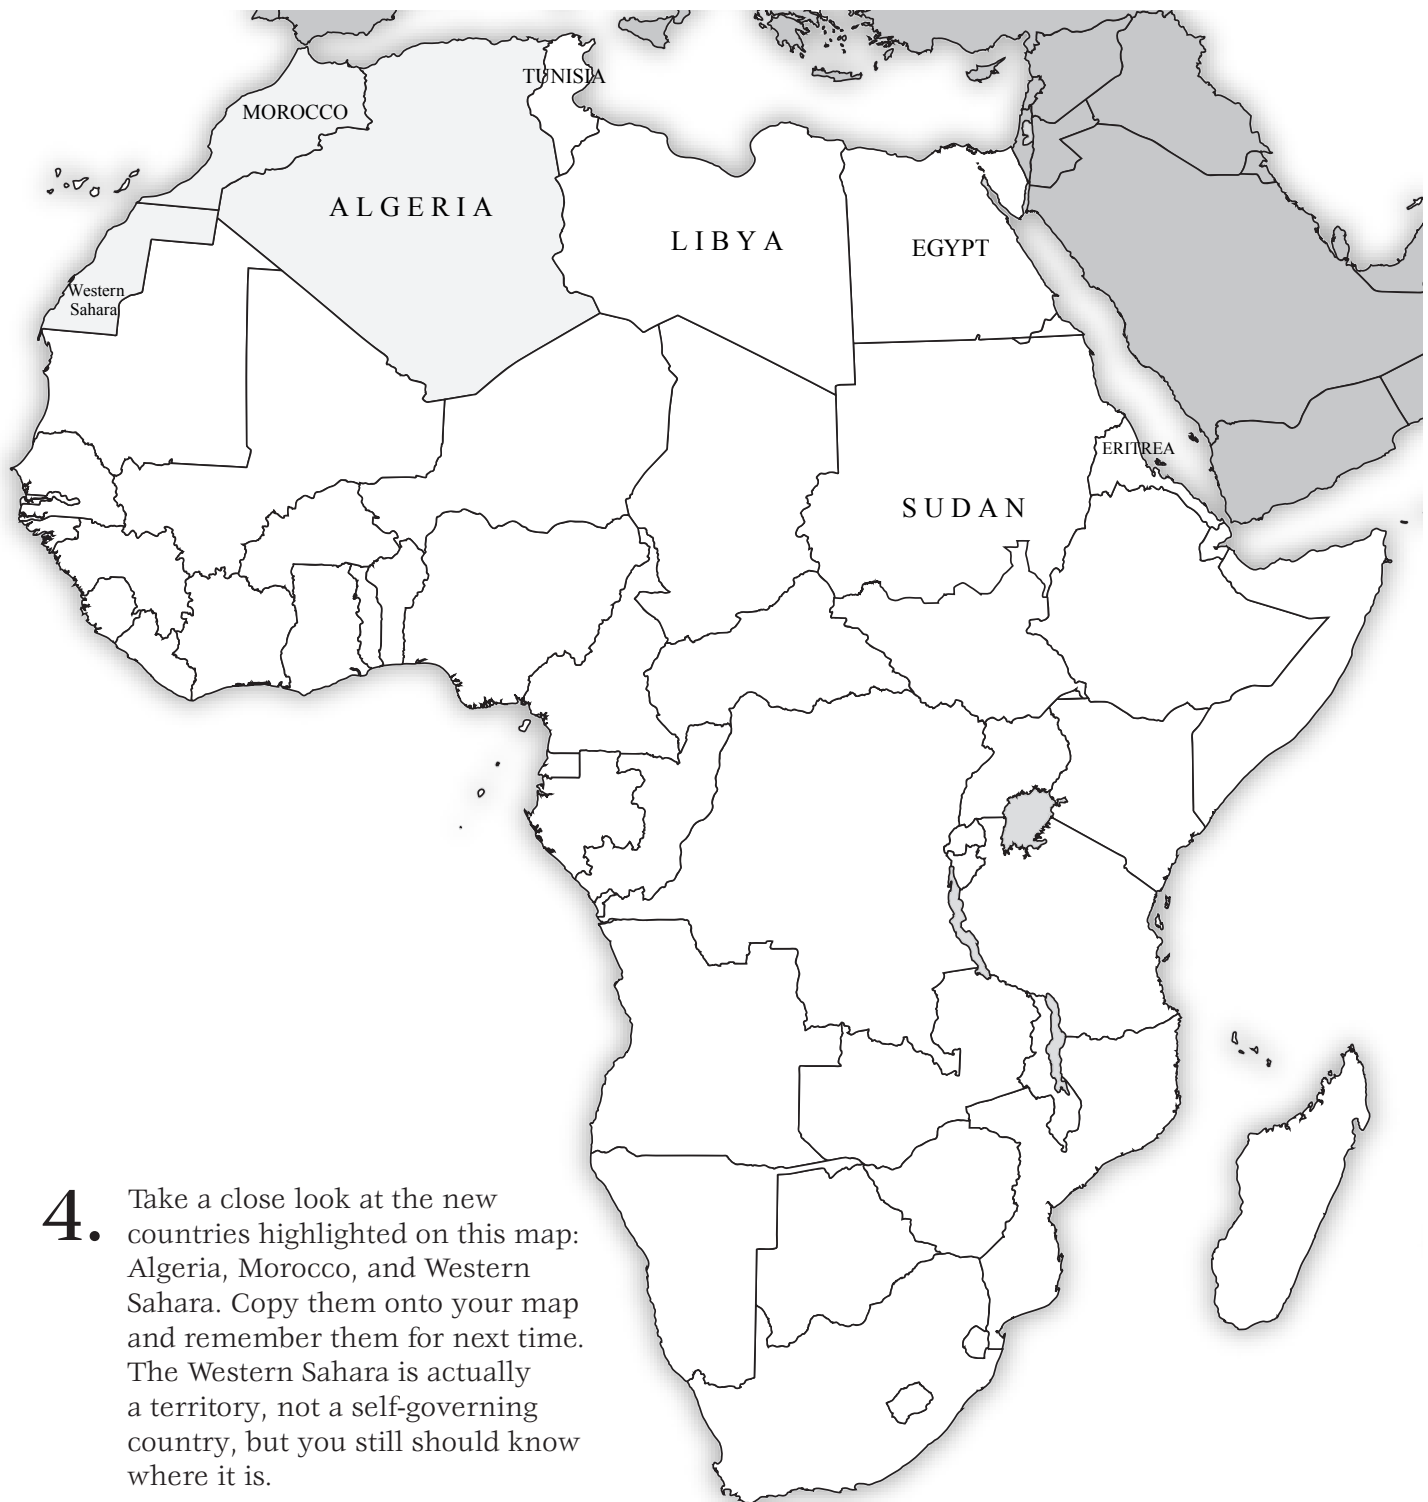 TUNISIA
MOROCCO
ALGERIA
LIBYA
EGYPT
Western
Sahara
ERITREA
SUDAN
4. Take a close look at the new
countries highlighted on this map:
Algeria, Morocco, and Western
Sahara. Copy them onto your map
and remember them for next time.
The Western Sahara is actually
a territory, not a self-governing
country, but you still should know
where it is.